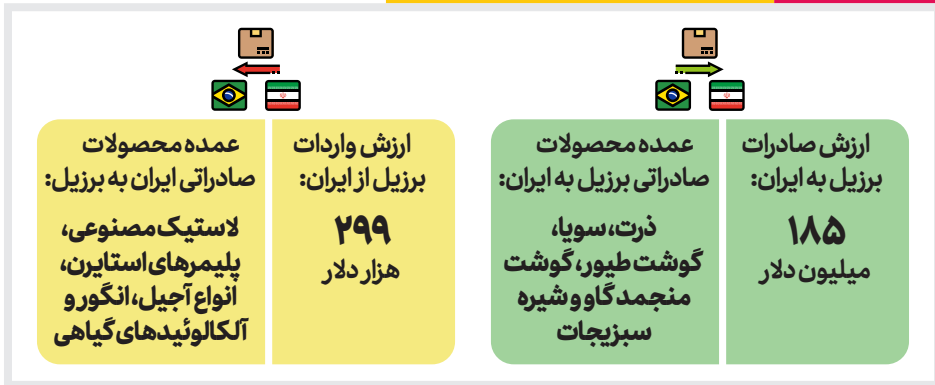 ارزش صادرات
برزیل به ایران:
۱۸۵
میلیون دلار
عمده محصولات
صادراتی برزیل به ایران:
ذرت، سویا،
گوشت طیور، گوشت
منجمد گاو و شیره
سبزیجات
ارزش واردات
برزیل از ایران:
۲۹۹
هزار دلار
عمده محصولات
صادراتی ایران به برزیل:
لاستیک مصنوعی،
پلیمرهای استایرن،
انواع آجیل، انگور و
آلکالوئیدهای گیاهی